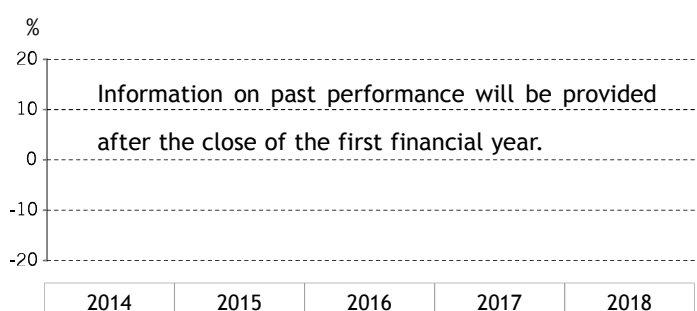 %
20
Information on past performance will be provided
10
after the close of the first financial year.
0
-10
-20
2014 2015 2016 2017 2018